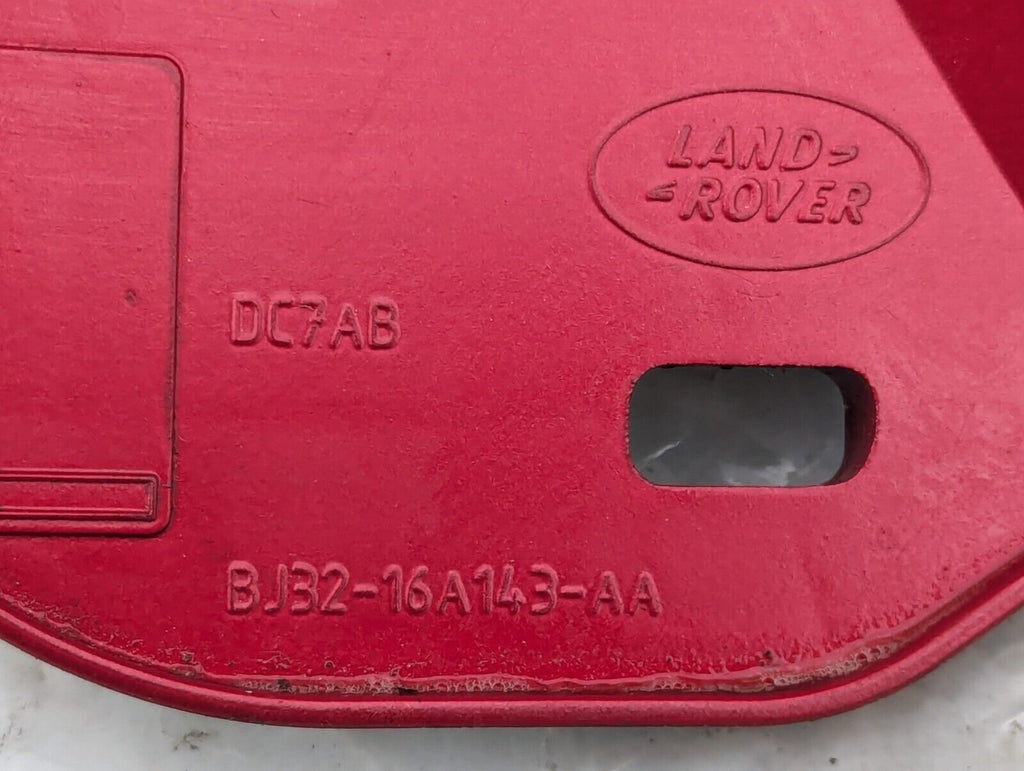 LAND
ROVER
DC7AB
BJ32-16A143-AA